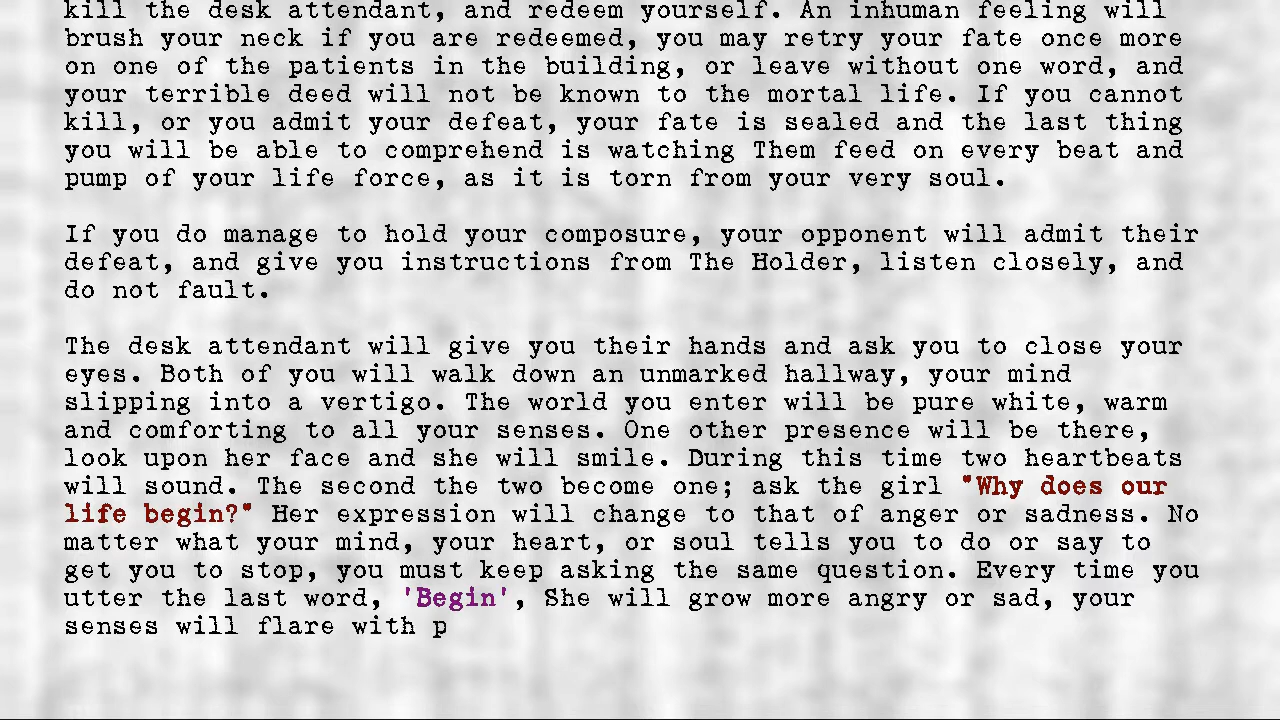 kill the desk attendant, and redeem yourself. An inhuman feeling will
brush your neck if you are redeemed, you may retry your fate once more
on one of the patients in the building, or leave without one word, and
your terrible deed will not be known to the mortal life. If you cannot
kill, or you admit your defeat, your fate is sealed and the last thing
you will be able to comprehend is watching Them feed on every beat and
pump of your life force, as it is torn from your very soul.
If you do manage to hold your composure, your opponent will admit their
defeat, and give you instructions from The Holder, listen closely, and
do not fault.
The desk attendant will give you their hands and ask you to close your
eyes. Both of you will walk down an unmarked hallway, your mind
slipping into a vertigo. The world you enter will be pure white, warm
and comforting to all your senses. One other presence will be there,
look upon her face and she will smile. During this time two heartbeats
will sound. The second the two become one; ask the girl "Why does our
life begin?" Her expression will change to that of anger or sadness. No
matter what your mind, your heart, or soul tells you to do or say to
get you to stop, you must keep asking the same question. Every time you
utter the last word, 'Begin', She will grow more angry or sad, your
senses will flare with p